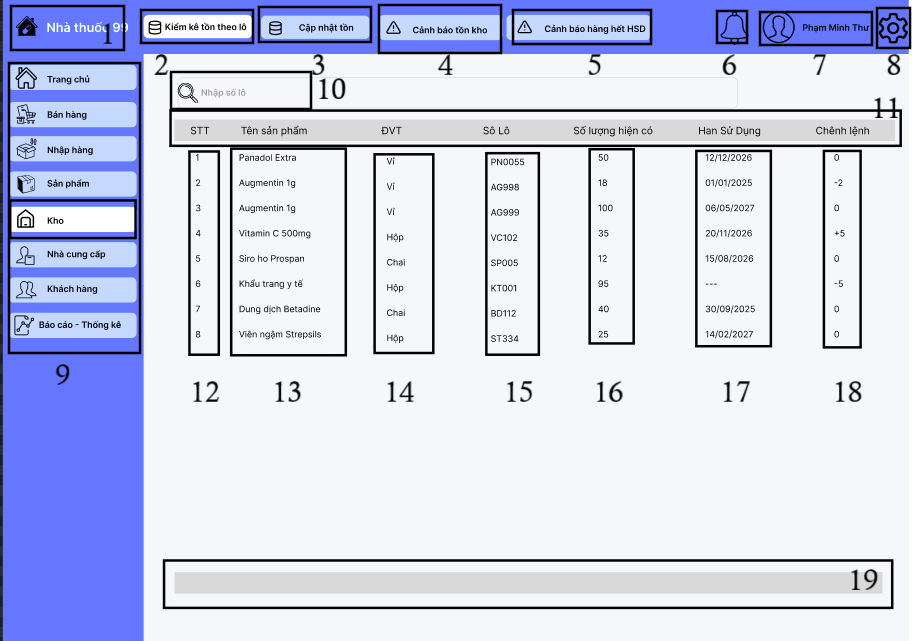 Nhà thuốc 99
1
Kiểm kê tồn theo lô
Cập nhật tồn
Cảnh báo tồn kho
Cảnh báo hàng hết HSD
Phạm Minh Thư
2
3
4
5
6
7
8
Trang chủ
Bán hàng
Nhập hàng
Sản phẩm
Kho
Nhà cung cấp
Khách hàng
Báo cáo - Thống kê
9
Nhập số lô
10
11
STT Tên sản phẩm ĐVT Sô Lô Số lượng hiện có Han Sử Dụng Chênh lệnh
1 Panadol Extra Vỉ PN0055 50 12/12/2026 0
2 Augmentin 1g Vỉ AG998 18 01/01/2025 -2
3 Augmentin 1g Vỉ AG999 100 06/05/2027 0
4 Vitamin C 500mg Hộp VC102 35 20/11/2026 +5
5 Siro ho Prospan Chai SP005 12 15/08/2026 0
6 Khẩu trang y tế Hộp KT001 95 --- -5
7 Dung dịch Betadine Chai BD112 40 30/09/2025 0
8 Viên ngậm Strepsils Hộp ST334 25 14/02/2027 0
12 13 14 15 16 17 18
19